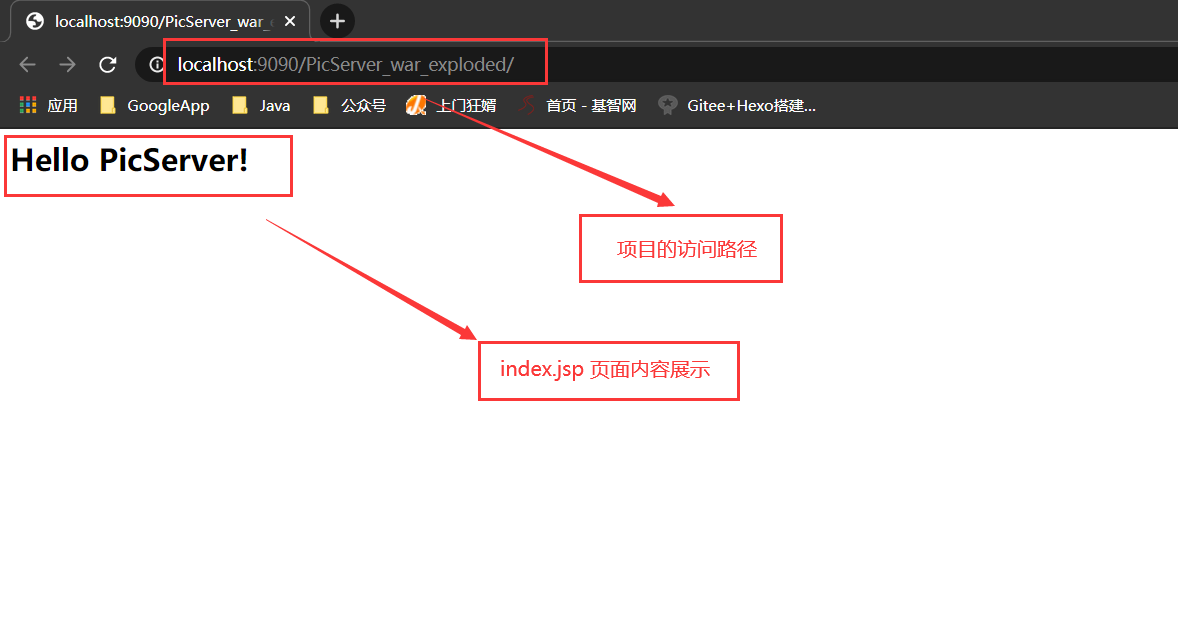 localhost:9090/PicServer_war_e
localhost:9090/PicServer_war_exploded/
应用 GoogleApp Java 公众号 上门狂婿 首页 - 基智网 Gitee+Hexo搭建...
Hello PicServer!
项目的访问路径
index.jsp 页面内容展示